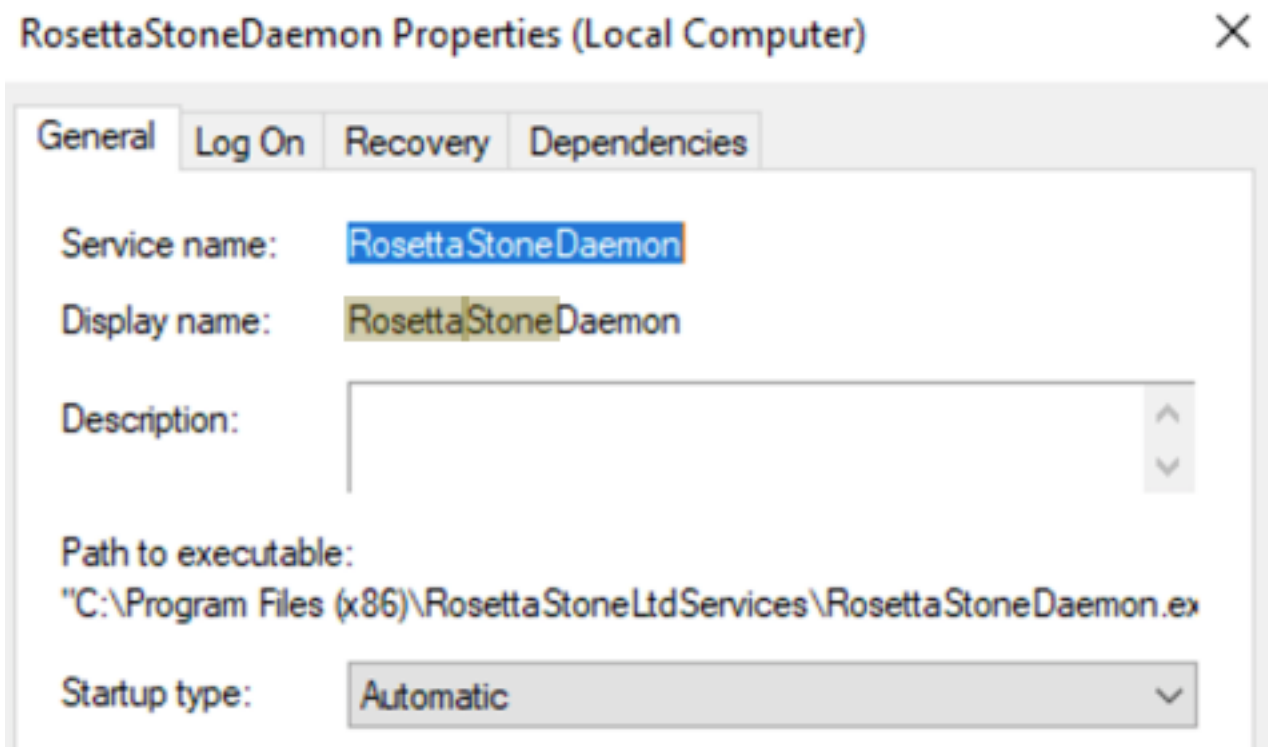 RosettaStoneDaemon Properties (Local Computer)
General Log On Recovery Dependencies
Service name: RosettaStoneDaemon
Display name: RosettaStoneDaemon
Description:
Path to executable:
"C:\Program Files (x86)\RosettaStoneLtdServices\RosettaStoneDaemon.ex
Startup type: Automatic